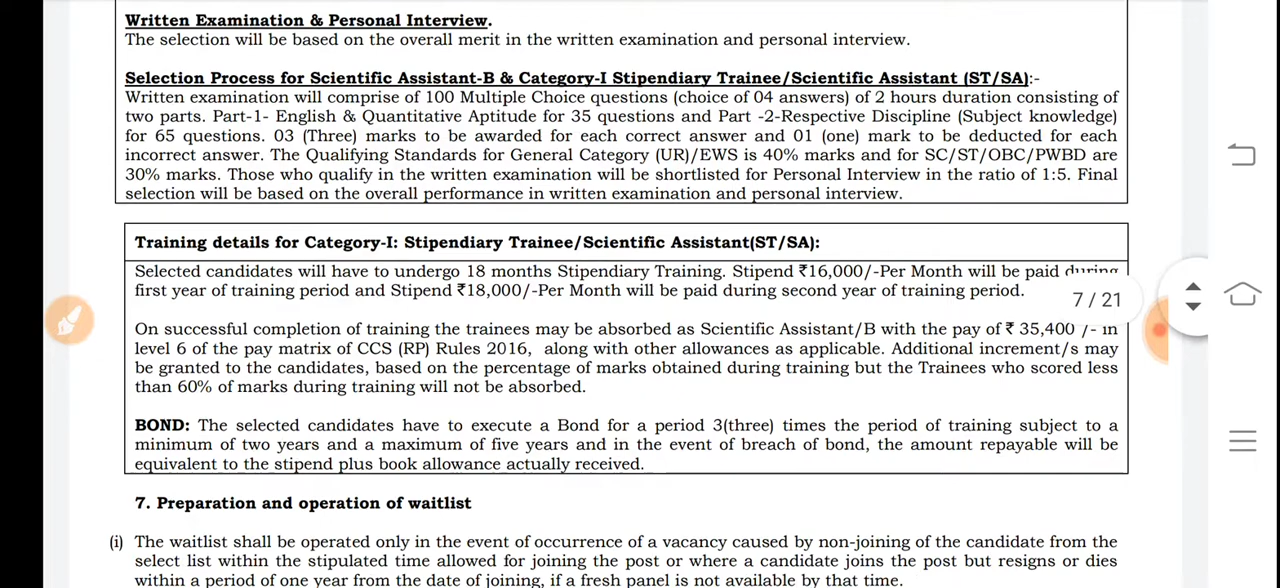 Written Examination & Personal Interview.
The selection will be based on the overall merit in the written examination and personal interview.
Selection Process for Scientific Assistant-B & Category-I Stipendiary Trainee/Scientific Assistant (ST/SA):-
Written examination will comprise of 100 Multiple Choice questions (choice of 04 answers) of 2 hours duration consisting of
two parts. Part-1- English & Quantitative Aptitude for 35 questions and Part -2-Respective Discipline (Subject knowledge)
for 65 questions. 03 (Three) marks to be awarded for each correct answer and 01 (one) mark to be deducted for each
incorrect answer. The Qualifying Standards for General Category (UR)/EWS is 40% marks and for SC/ST/OBC/PWBD are
30% marks. Those who qualify in the written examination will be shortlisted for Personal Interview in the ratio of 1:5. Final
selection will be based on the overall performance in written examination and personal interview.
Training details for Category-I: Stipendiary Trainee/Scientific Assistant(ST/SA):
Selected candidates will have to undergo 18 months Stipendiary Training. Stipend ₹16,000/-Per Month will be paid during
first year of training period and Stipend ₹18,000/-Per Month will be paid during second year of training period.
7 / 21
On successful completion of training the trainees may be absorbed as Scientific Assistant/B with the pay of ₹ 35,400 /- in
level 6 of the pay matrix of CCS (RP) Rules 2016, along with other allowances as applicable. Additional increment/s may
be granted to the candidates, based on the percentage of marks obtained during training but the Trainees who scored less
than 60% of marks during training will not be absorbed.
BOND: The selected candidates have to execute a Bond for a period 3(three) times the period of training subject to a
minimum of two years and a maximum of five years and in the event of breach of bond, the amount repayable will be
equivalent to the stipend plus book allowance actually received.
7. Preparation and operation of waitlist
(i) The waitlist shall be operated only in the event of occurrence of a vacancy caused by non-joining of the candidate from the
select list within the stipulated time allowed for joining the post or where a candidate joins the post but resigns or dies
within a period of one year from the date of joining, if a fresh panel is not available by that time.